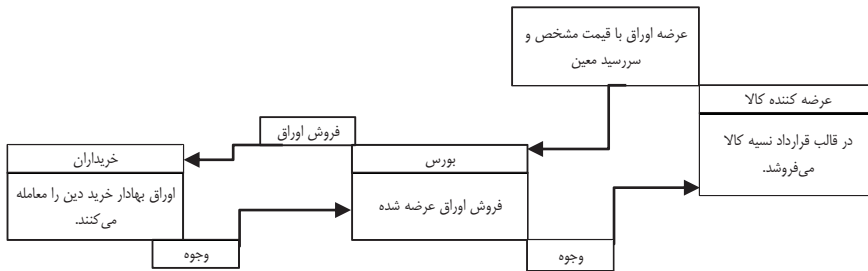 عرضه اوراق با قیمت مشخص و
سررسید معین
عرضه کننده کالا
در قالب قرارداد نسیه کالا
می‌فروشد.
فروش اوراق
بورس
فروش اوراق عرضه شده
خریداران
اوراق بهادار خرید دین را معامله
می‌کنند.
وجوه
وجوه